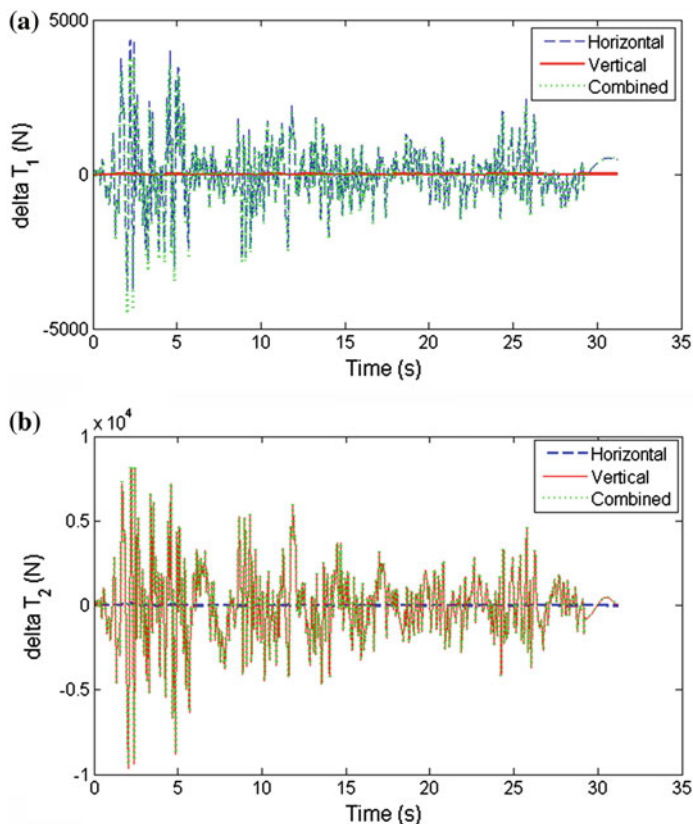 (a)
5000
0
-5000
delta T1 (N)
Horizontal
Vertical
Combined
0 5 10 15 20 25 30 35
Time (s)
(b)
x 10^4
1
0.5
0
-0.5
-1
delta T2 (N)
Horizontal
Vertical
Combined
0 5 10 15 20 25 30 35
Time (s)